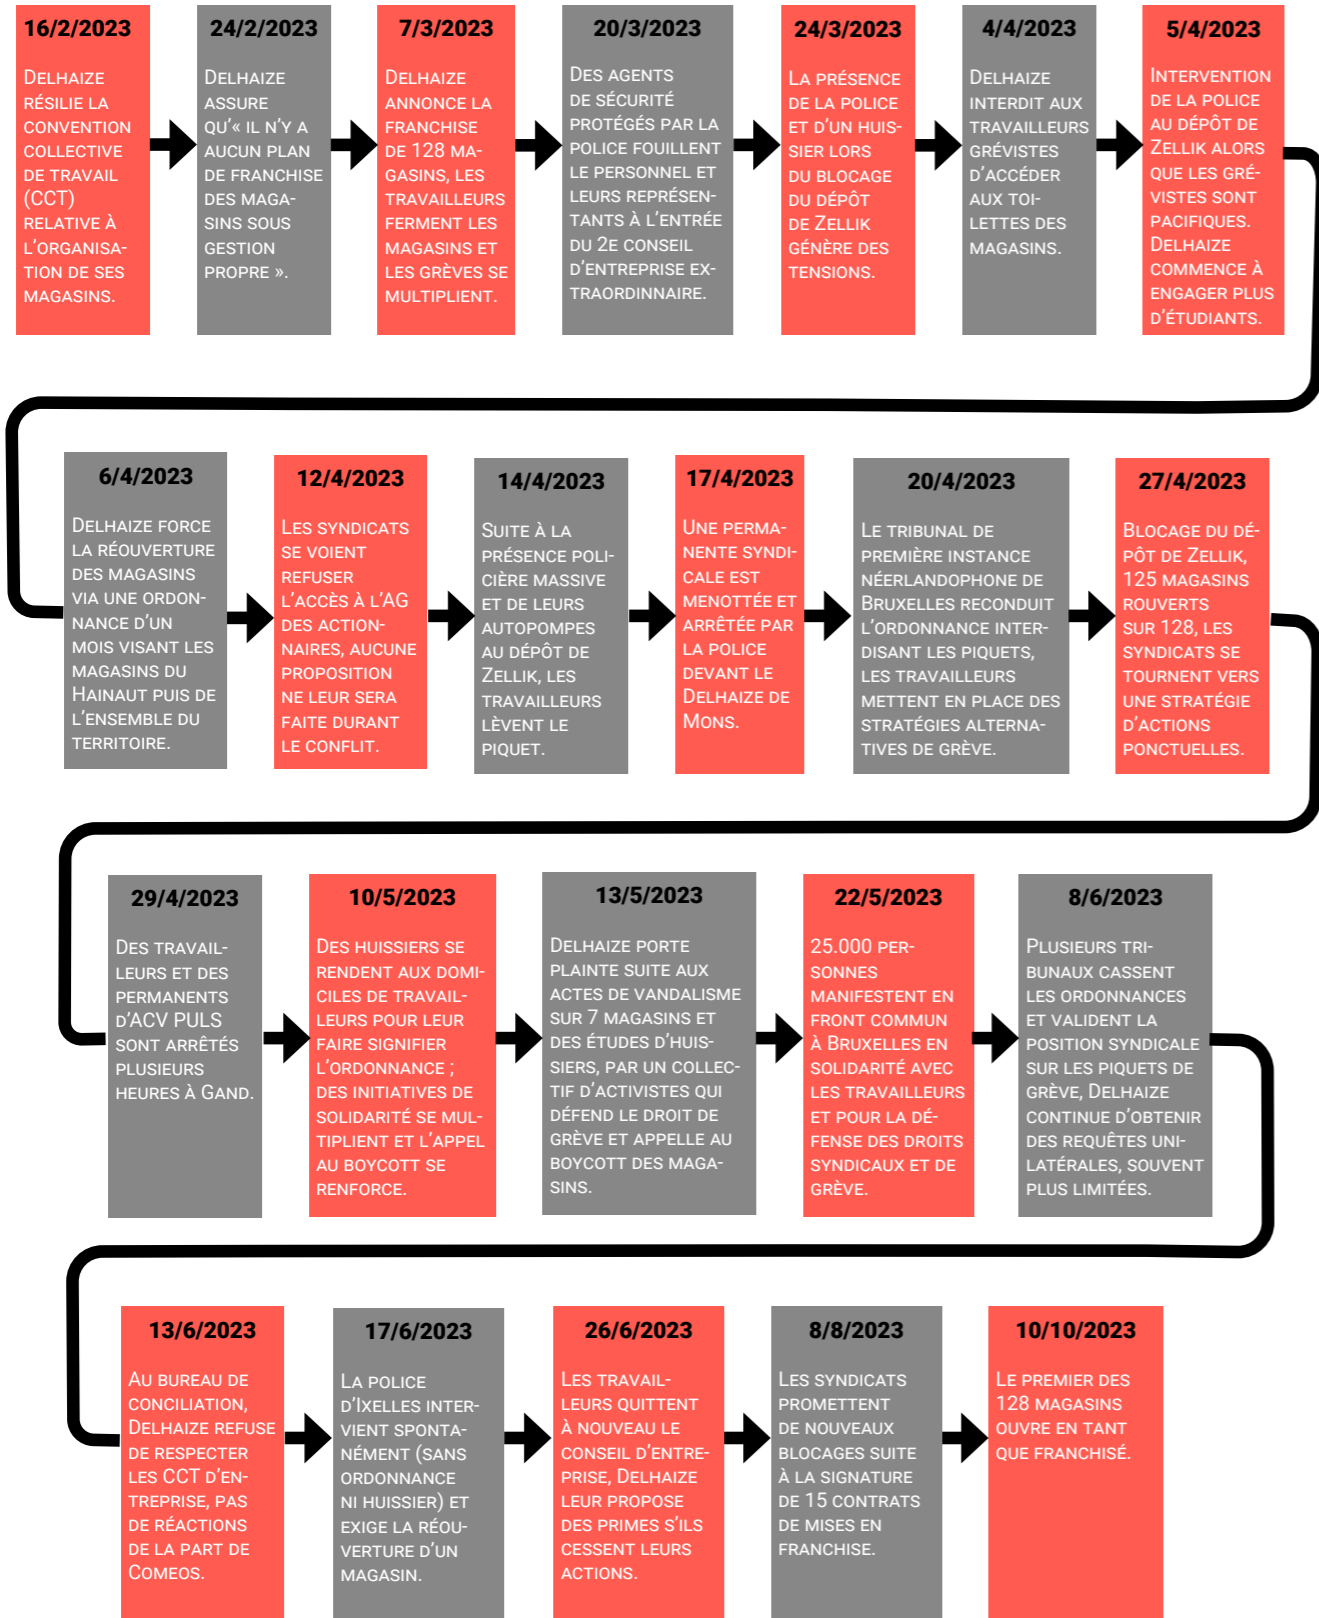 16/2/2023
Delhaize
résilie la
convention
collective
de travail
(CCT)
relative à
l'organisa-
tion de ses
magasins.
24/2/2023
Delhaize
assure
qu'« il n'y a
aucun plan
de franchise
des maga-
sins sous
gestion
propre ».
7/3/2023
Delhaize
annonce la
franchise
de 128 ma-
gasins, les
travailleurs
ferment les
magasins et
les grèves se
multiplient.
20/3/2023
Des agents
de sécurité
protégés par la
police fouillent
le personnel et
leurs représen-
tants à l'entrée
du 2e conseil
d'entreprise ex-
traordinnaire.
24/3/2023
La présence
de la police
et d'un huis-
sier lors
du blocage
du dépôt
de Zellik
génère des
tensions.
4/4/2023
Delhaize
interdit aux
travailleurs
grévistes
d'accéder
aux toi-
lettes des
magasins.
5/4/2023
Intervention
de la police
au dépôt de
Zellik alors
que les gré-
vistes sont
pacifiques.
Delhaize
commence à
engager plus
d'étudiants.
6/4/2023
Delhaize force
la réouverture
des magasins
via une ordon-
nance d'un
mois visant les
magasins du
Hainaut puis de
l'ensemble du
territoire.
12/4/2023
Les syndicats
se voient
refuser
l'accès à l'AG
des action-
naires, aucune
proposition
ne leur sera
faite durant
le conflit.
14/4/2023
Suite à la
présence poli-
cière massive
et de leurs
autopompes
au dépôt de
Zellik, les
travailleurs
lèvent le
piquet.
17/4/2023
Une perma-
nente syndi-
cale est
menottée et
arrêtée par
la police
devant le
Delhaize de
Mons.
20/4/2023
Le tribunal de
première instance
néerlandophone de
Bruxelles reconduit
l'ordonnance inter-
disant les piquets,
les travailleurs
mettent en place des
stratégies alterna-
tives de grève.
27/4/2023
Blocage du dé-
pôt de Zellik,
125 magasins
rouverts
sur 128, les
syndicats se
tournent vers
une stratégie
d'actions
ponctuelles.
29/4/2023
Des travail-
leurs et des
permanents
d'ACV PULS
sont arrêtés
plusieurs
heures à Gand.
10/5/2023
Des huissiers se
rendent aux domi-
ciles de travail-
leurs pour leur
faire signifier
l'ordonnance ;
des initiatives de
solidarité se mul-
tiplient et l'appel
au boycott se
renforce.
13/5/2023
Delhaize porte
plainte suite aux
actes de vandalisme
sur 7 magasins et
des études d'huis-
siers, par un collec-
tif d'activistes qui
défend le droit de
grève et appelle au
boycott des maga-
sins.
22/5/2023
25.000 per-
sonnes
manifestent en
front commun
à Bruxelles en
solidarité avec
les travailleurs
et pour la dé-
fense des droits
syndicaux et de
grève.
8/6/2023
Plusieurs tri-
bunaux cassent
les ordonnances
et valident la
position syndicale
sur les piquets de
grève, Delhaize
continue d'obtenir
des requêtes uni-
latérales, souvent
plus limitées.
13/6/2023
Au bureau de
conciliation,
Delhaize refuse
de respecter
les CCT d'en-
treprise, pas
de réactions
de la part de
Comeos.
17/6/2023
La police
d'Ixelles inter-
vient sponta-
nément (sans
ordonnance
ni huissier) et
exige la réou-
verture d'un
magasin.
26/6/2023
Les travail-
leurs quittent
à nouveau le
conseil d'entre-
prise, Delhaize
leur propose
des primes s'ils
cessent leurs
actions.
8/8/2023
Les syndicats
promettent
de nouveaux
blocages suite
à la signature
de 15 contrats
de mises en
franchise.
10/10/2023
Le premier des
128 magasins
ouvre en tant
que franchisé.